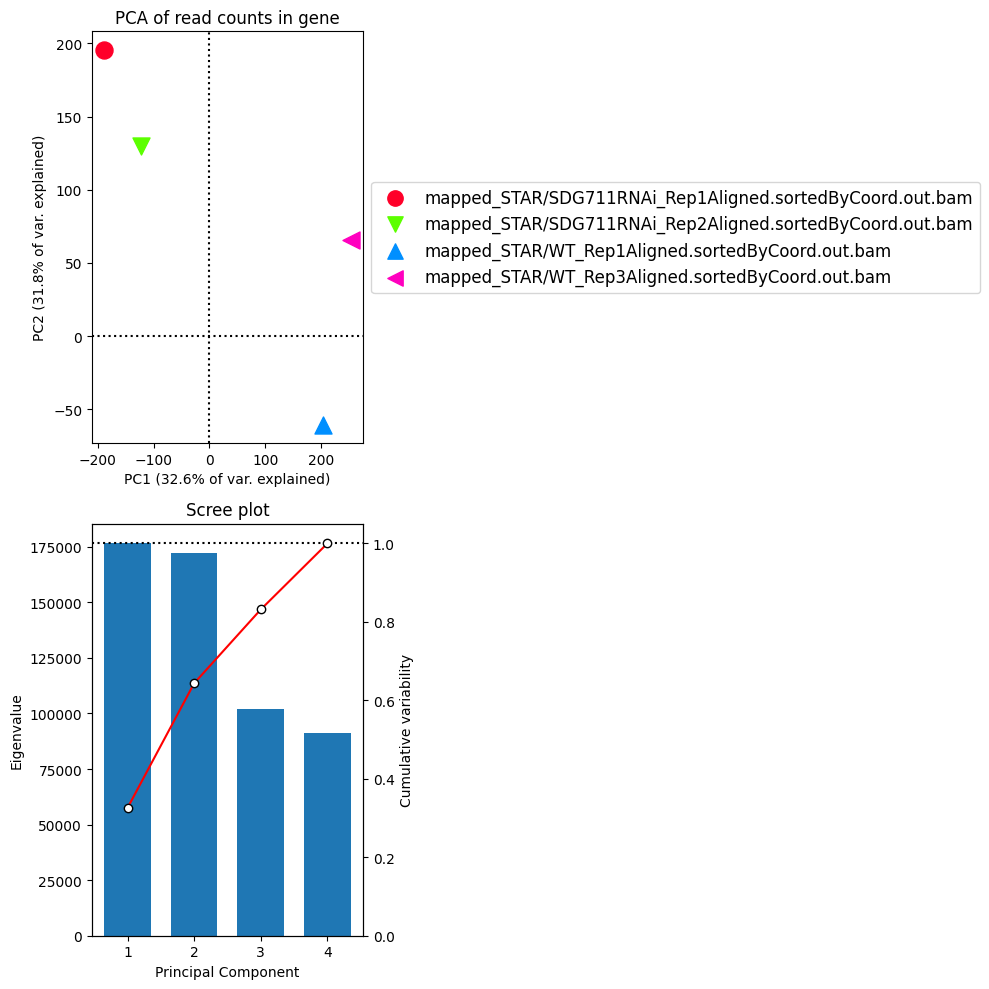 PCA of read counts in gene
200
150
100
50
0
−50
PC2 (31.8% of var. explained)
−200
−100
0
100
200
PC1 (32.6% of var. explained)
mapped_STAR/SDG711RNAi_Rep1Aligned.sortedByCoord.out.bam
mapped_STAR/SDG711RNAi_Rep2Aligned.sortedByCoord.out.bam
mapped_STAR/WT_Rep1Aligned.sortedByCoord.out.bam
mapped_STAR/WT_Rep3Aligned.sortedByCoord.out.bam
Scree plot
175000
150000
125000
100000
75000
50000
25000
0
Eigenvalue
1.0
0.8
0.6
0.4
0.2
0.0
Cumulative variability
1
2
3
4
Principal Component